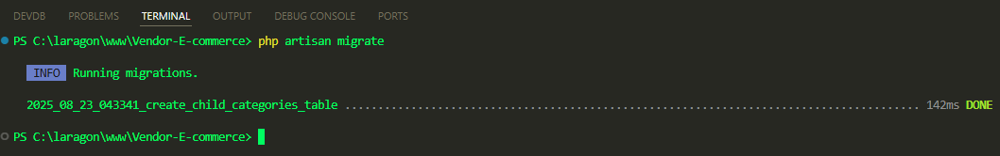 DEVDB PROBLEMS TERMINAL OUTPUT DEBUG CONSOLE PORTS
PS C:\laragon\www\Vendor-E-commerce> php artisan migrate
INFO Running migrations.
2025_08_23_043341_create_child_categories_table ........................................................................................ 142ms DONE
PS C:\laragon\www\Vendor-E-commerce>